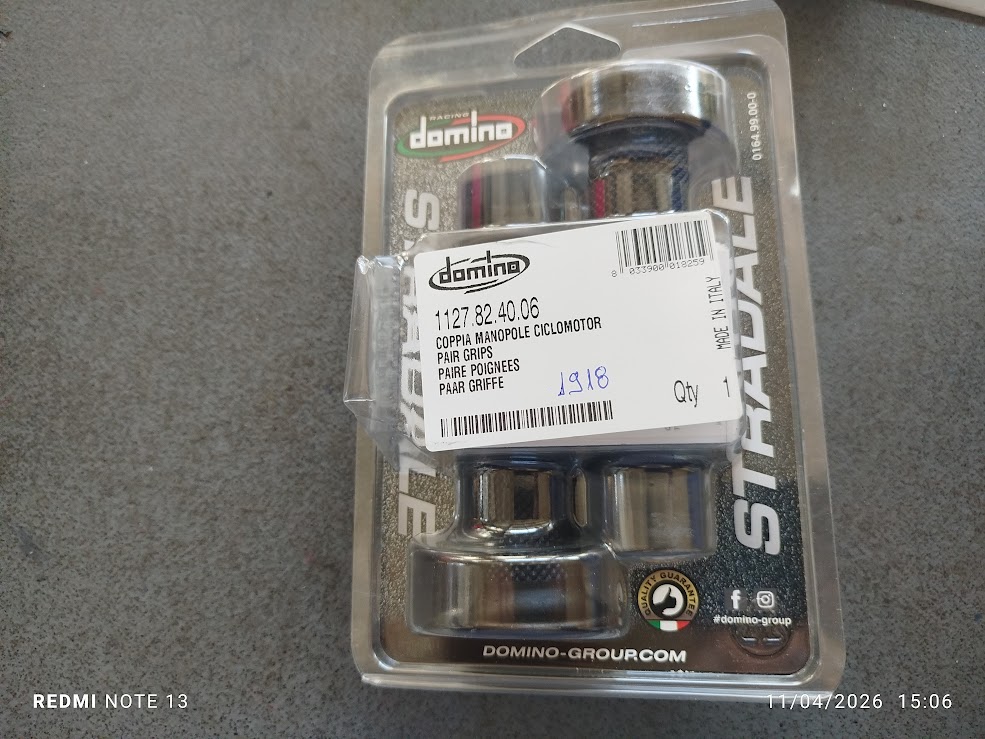 RACING
domino
0164.99.00-0
STRADALE
STRADALE
domino
8 033900 018259
1127.82.40.06
COPPIA MANOPOLE CICLOMOTOR
PAIR GRIPS
PAIRE POIGNEES
PAAR GRIFFE
1918
Qty 1
MADE IN ITALY
QUALITY GUARANTEE
#domino-group
DOMINO-GROUP.COM
REDMI NOTE 13
11/04/2026 15:06